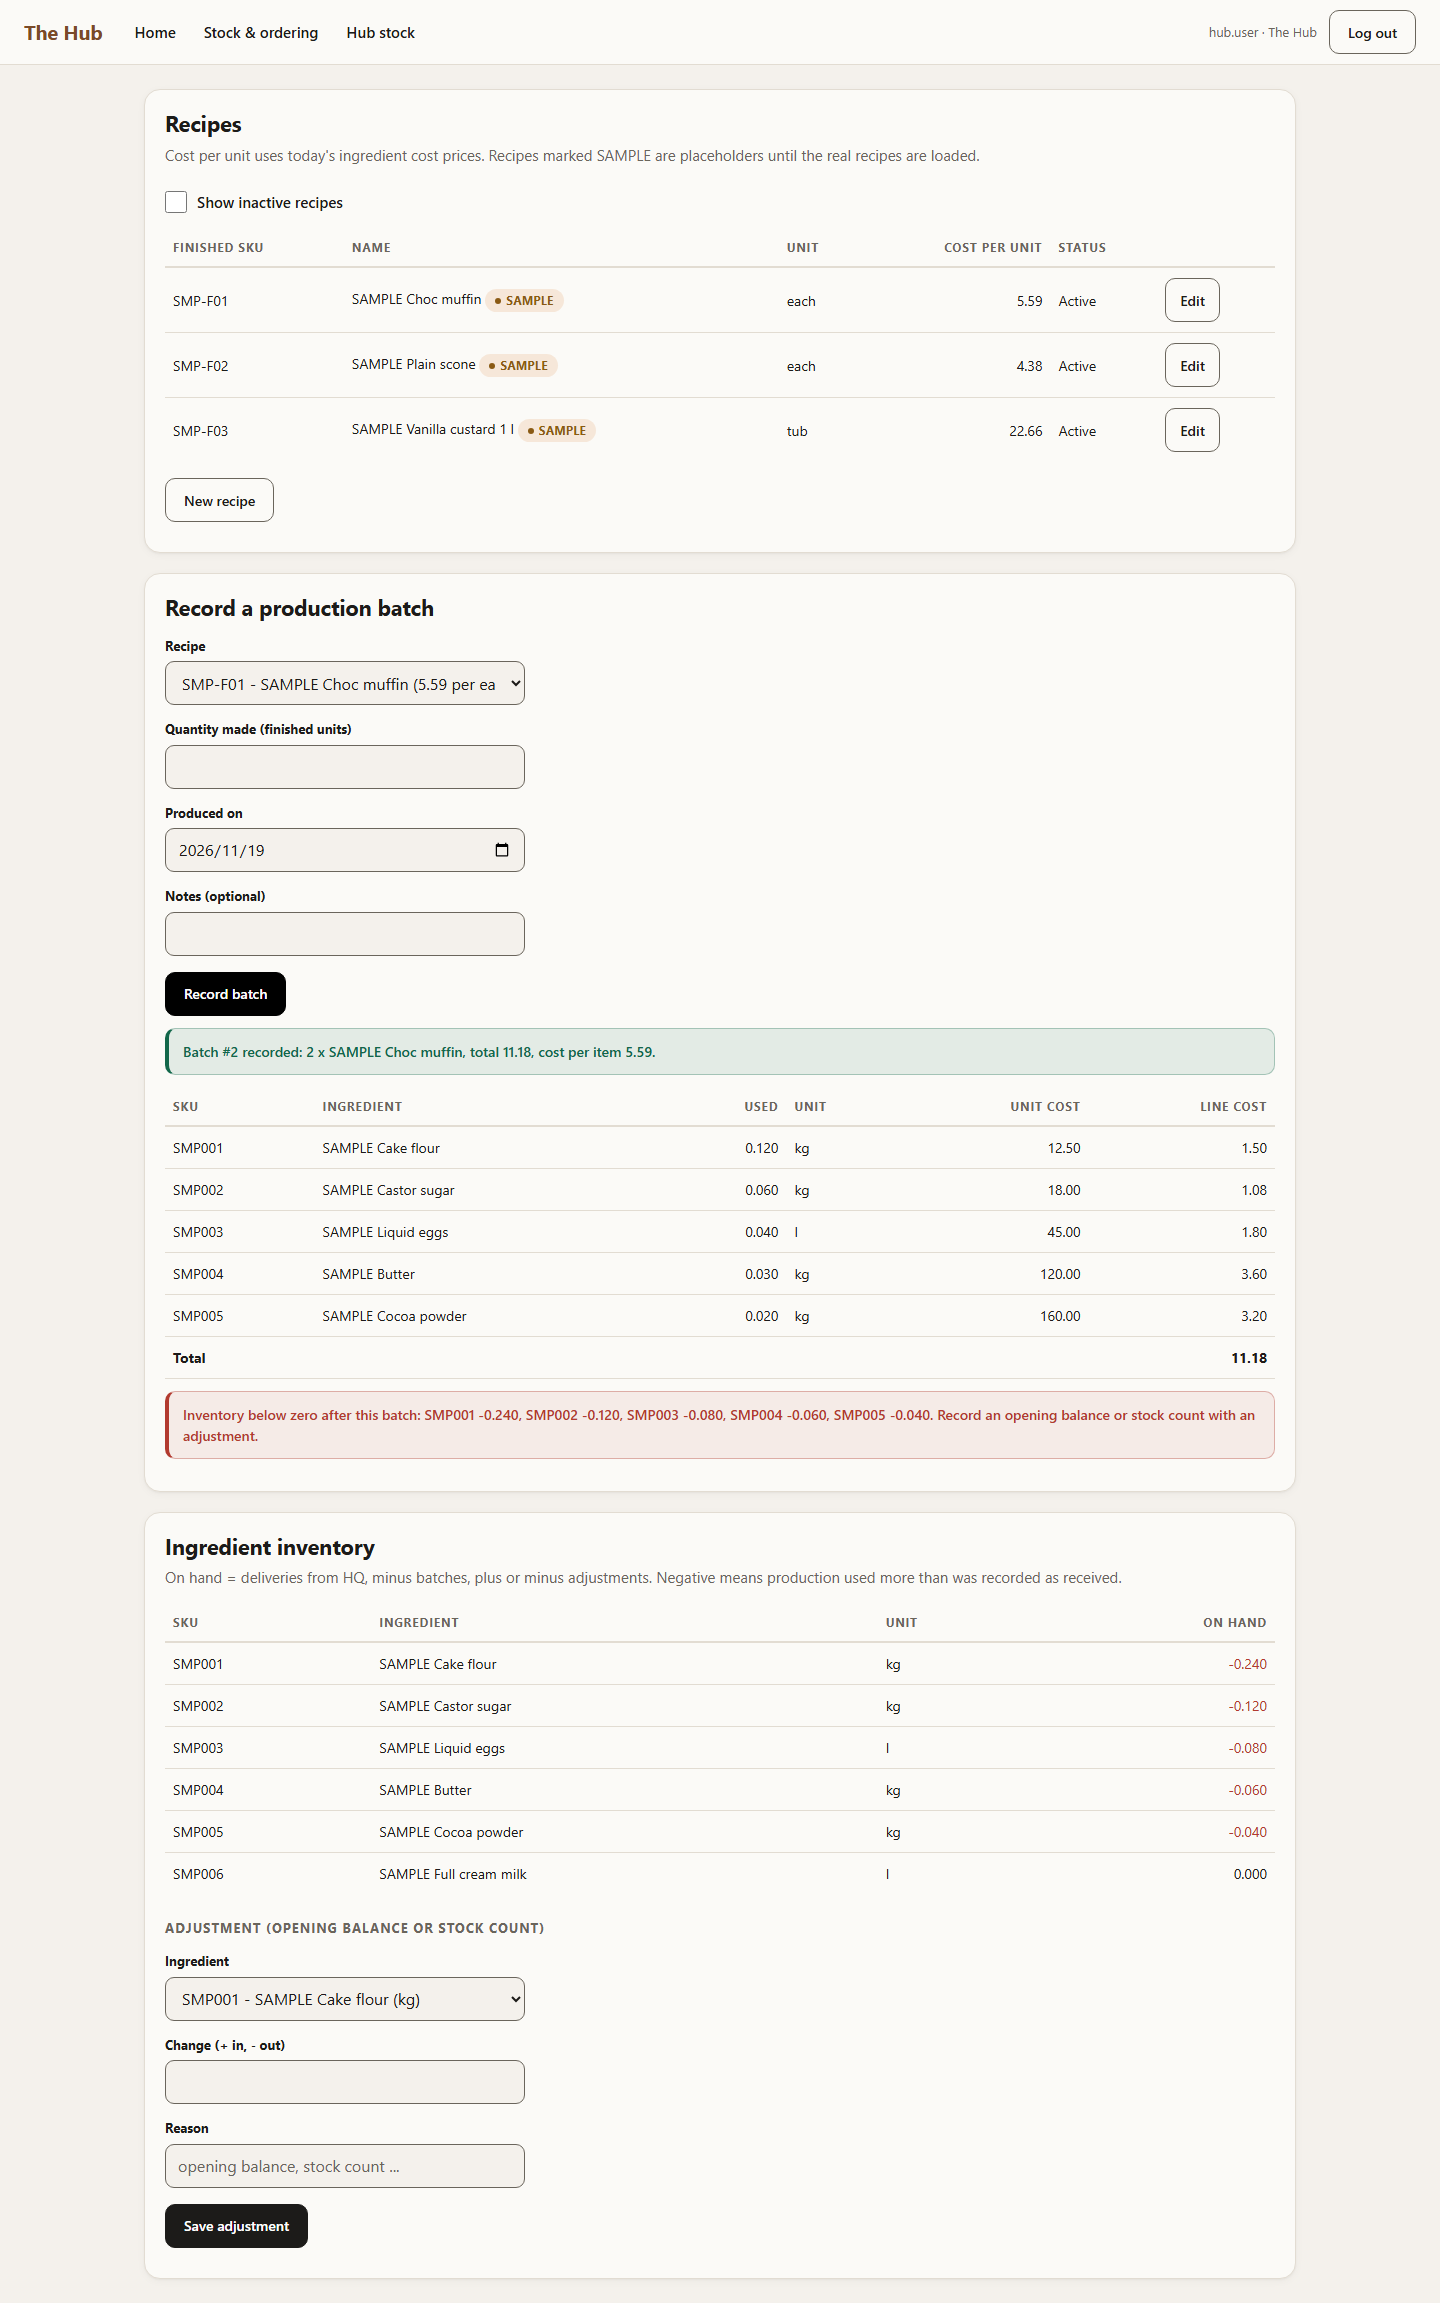 The Hub Home Stock & ordering Hub stock hub.user · The Hub Log out
Recipes
Cost per unit uses today's ingredient cost prices. Recipes marked SAMPLE are placeholders until the real recipes are loaded.
Show inactive recipes
FINISHED SKU NAME UNIT COST PER UNIT STATUS
SMP-F01 SAMPLE Choc muffin SAMPLE each 5.59 Active Edit
SMP-F02 SAMPLE Plain scone SAMPLE each 4.38 Active Edit
SMP-F03 SAMPLE Vanilla custard 1 l SAMPLE tub 22.66 Active Edit
New recipe
Record a production batch
Recipe
SMP-F01 - SAMPLE Choc muffin (5.59 per ea
Quantity made (finished units)
Produced on
2026/11/19
Notes (optional)
Record batch
Batch #2 recorded: 2 x SAMPLE Choc muffin, total 11.18, cost per item 5.59.
SKU INGREDIENT USED UNIT UNIT COST LINE COST
SMP001 SAMPLE Cake flour 0.120 kg 12.50 1.50
SMP002 SAMPLE Castor sugar 0.060 kg 18.00 1.08
SMP003 SAMPLE Liquid eggs 0.040 l 45.00 1.80
SMP004 SAMPLE Butter 0.030 kg 120.00 3.60
SMP005 SAMPLE Cocoa powder 0.020 kg 160.00 3.20
Total 11.18
Inventory below zero after this batch: SMP001 -0.240, SMP002 -0.120, SMP003 -0.080, SMP004 -0.060, SMP005 -0.040. Record an opening balance or stock count with an
adjustment.
Ingredient inventory
On hand = deliveries from HQ, minus batches, plus or minus adjustments. Negative means production used more than was recorded as received.
SKU INGREDIENT UNIT ON HAND
SMP001 SAMPLE Cake flour kg -0.240
SMP002 SAMPLE Castor sugar kg -0.120
SMP003 SAMPLE Liquid eggs l -0.080
SMP004 SAMPLE Butter kg -0.060
SMP005 SAMPLE Cocoa powder kg -0.040
SMP006 SAMPLE Full cream milk l 0.000
ADJUSTMENT (OPENING BALANCE OR STOCK COUNT)
Ingredient
SMP001 - SAMPLE Cake flour (kg)
Change (+ in, - out)
Reason
opening balance, stock count ...
Save adjustment